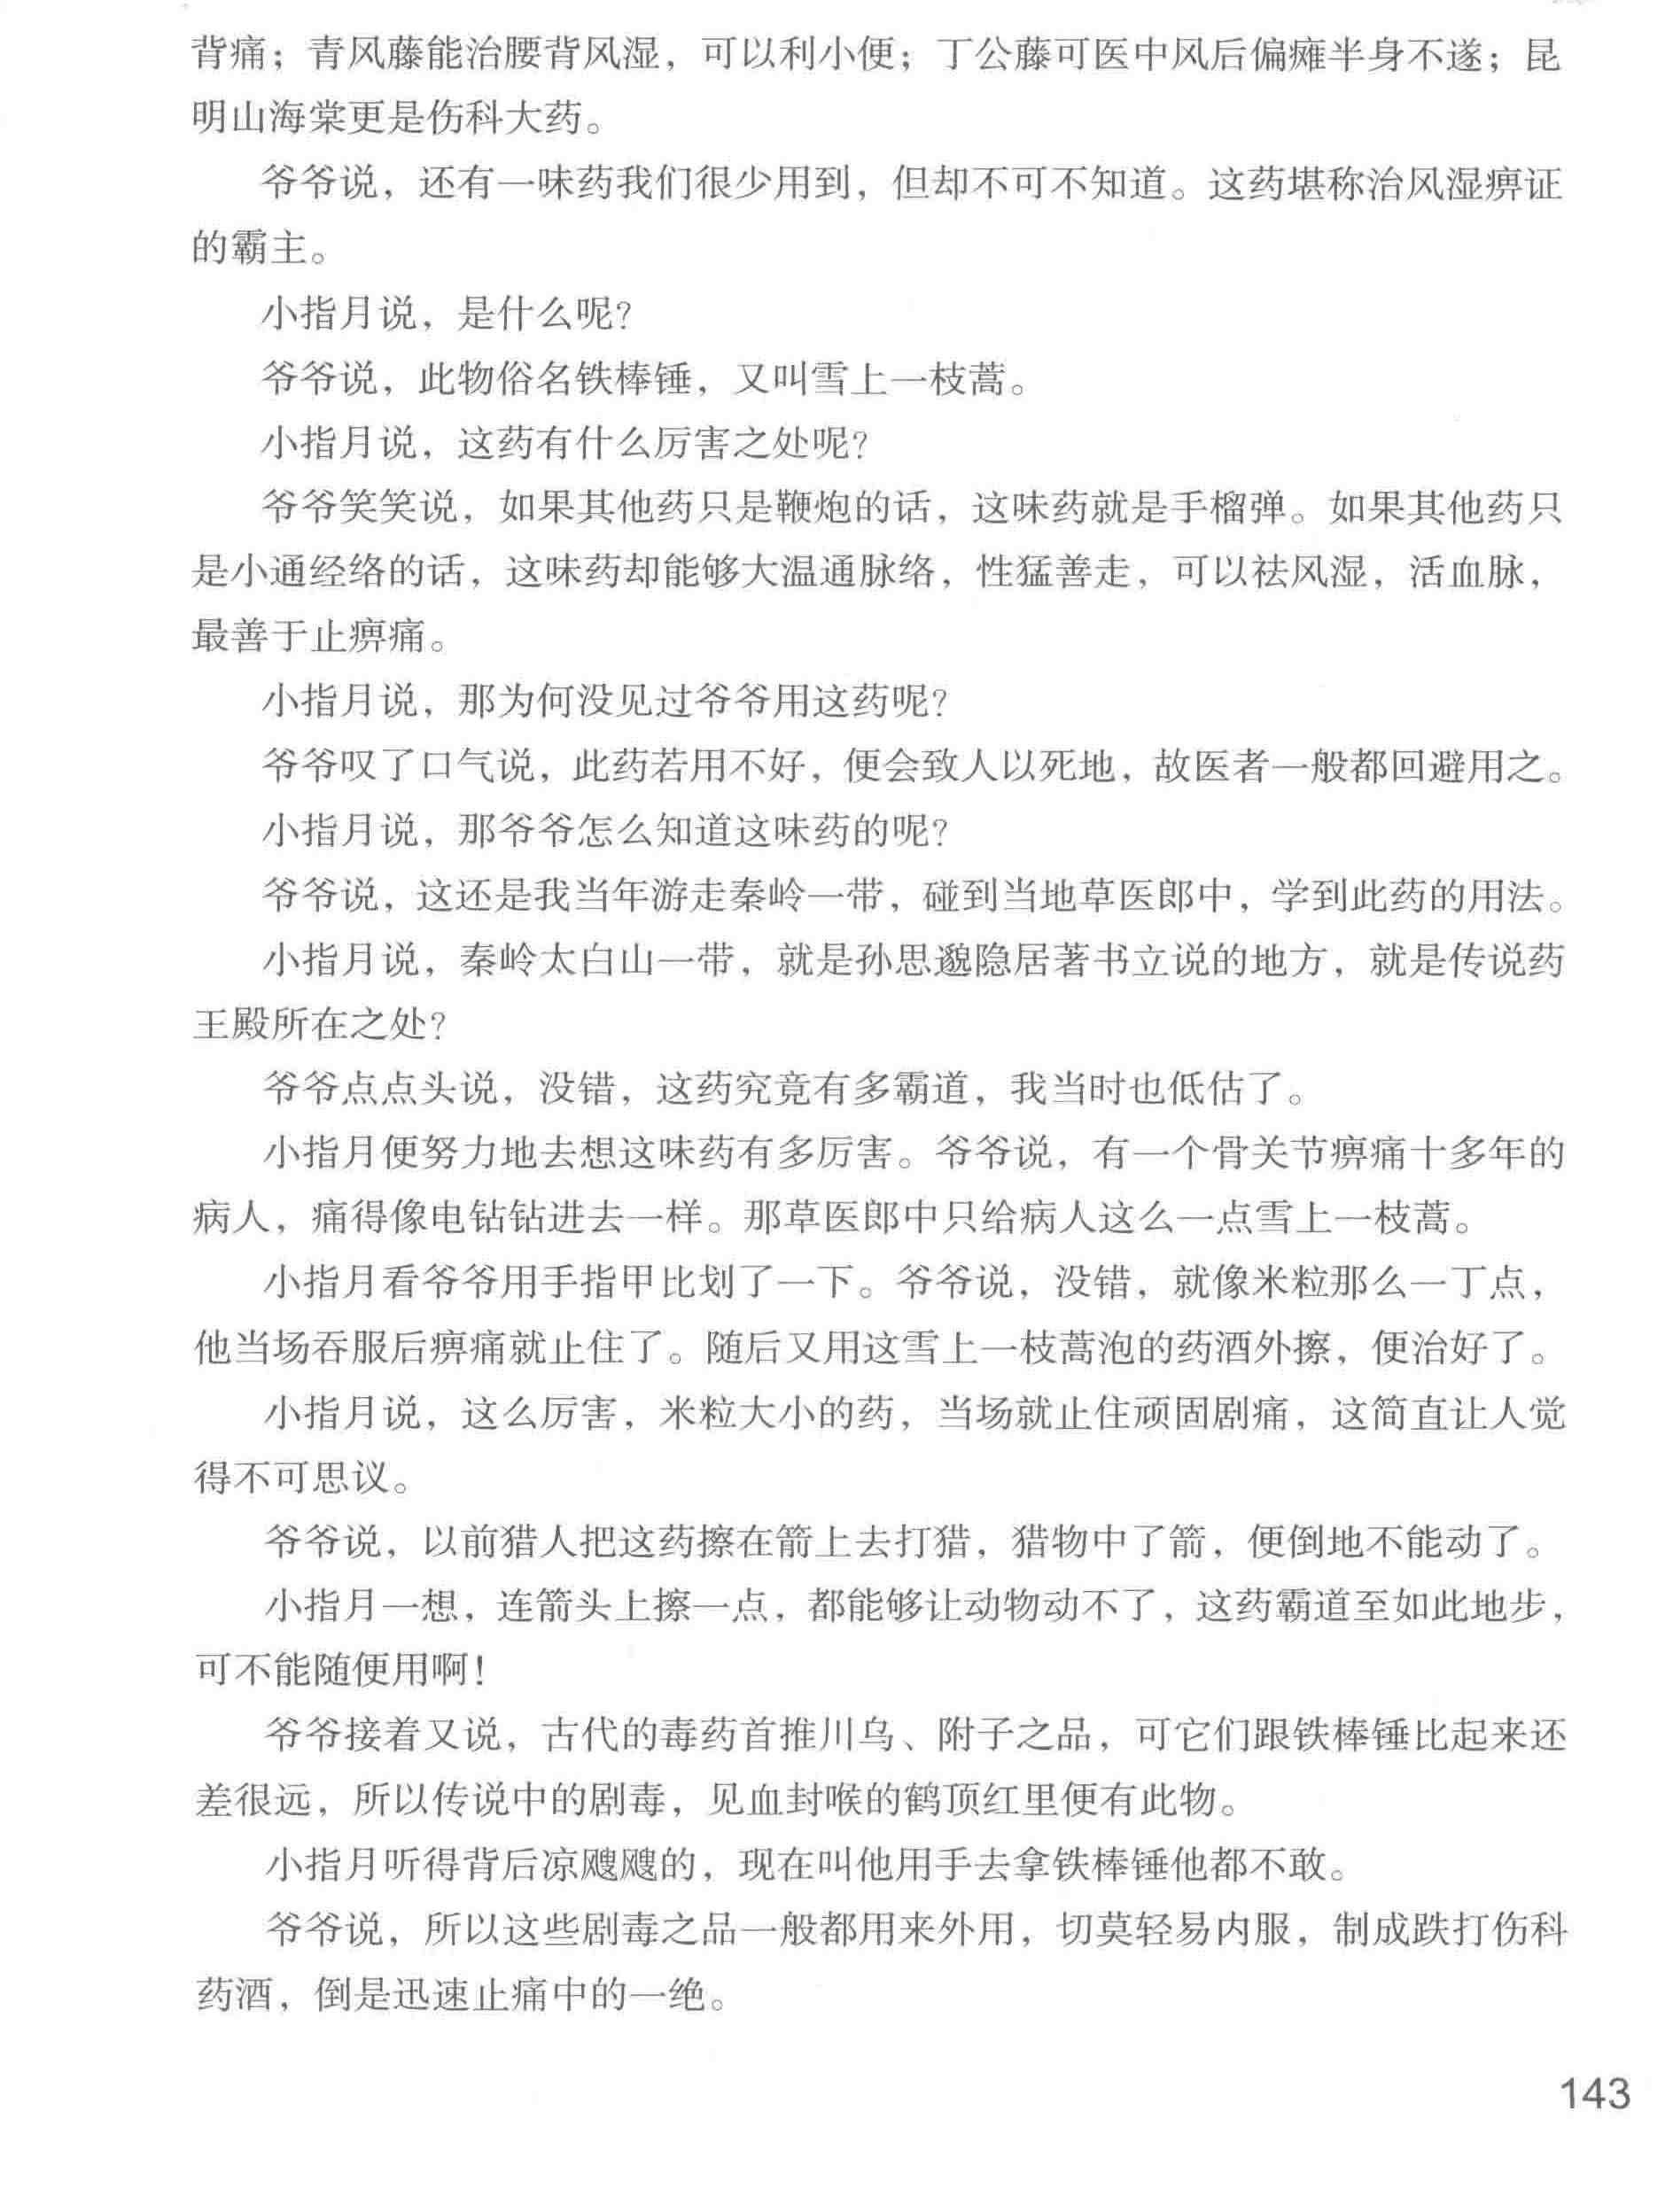 背痛；青风藤能治腰背风湿，可以利小便；丁公藤可医中风后偏瘫半身不遂；昆
明山海棠更是伤科大药。
爷爷说，还有一味药我们很少用到，但却不可不知道。这药堪称治风湿痹证
的霸主。
小指月说，是什么呢？
爷爷说，此物俗名铁棒锤，又叫雪上一枝蒿。
小指月说，这药有什么厉害之处呢？
爷爷笑笑说，如果其他药只是鞭炮的话，这味药就是手榴弹。如果其他药只
是小通经络的话，这味药却能够大温通脉络，性猛善走，可以祛风湿，活血脉，
最善于止痹痛。
小指月说，那为何没见过爷爷用这药呢？
爷爷叹了口气说，此药若用不好，便会致人以死地，故医者一般都回避用之。
小指月说，那爷爷怎么知道这味药的呢？
爷爷说，这还是我当年游走秦岭一带，碰到当地草医郎中，学到此药的用法。
小指月说，秦岭太白山一带，就是孙思邈隐居著书立说的地方，就是传说药
王殿所在之处？
爷爷点点头说，没错，这药究竟有多霸道，我当时也低估了。
小指月便努力地去想这味药有多厉害。爷爷说，有一个骨关节痹痛十多年的
病人，痛得像电钻钻进去一样。那草医郎中只给病人这么一点雪上一枝蒿。
小指月看爷爷用手指甲比划了一下。爷爷说，没错，就像米粒那么一丁点，
他当场吞服后痹痛就止住了。随后又用这雪上一枝蒿泡的药酒外擦，便治好了。
小指月说，这么厉害，米粒大小的药，当场就止住顽固剧痛，这简直让人觉
得不可思议。
爷爷说，以前猎人把这药擦在箭上去打猎，猎物中了箭，便倒地不能动了。
小指月一想，连箭头上擦一点，都能够让动物动不了，这药霸道至如此地步，
可不能随便用啊！
爷爷接着又说，古代的毒药首推川乌、附子之品，可它们跟铁棒锤比起来还
差很远，所以传说中的剧毒，见血封喉的鹤顶红里便有此物。
小指月听得背后凉飕飕的，现在叫他用手去拿铁棒锤他都不敢。
爷爷说，所以这些剧毒之品一般都用来外用，切莫轻易内服，制成跌打伤科
药酒，倒是迅速止痛中的一绝。
143